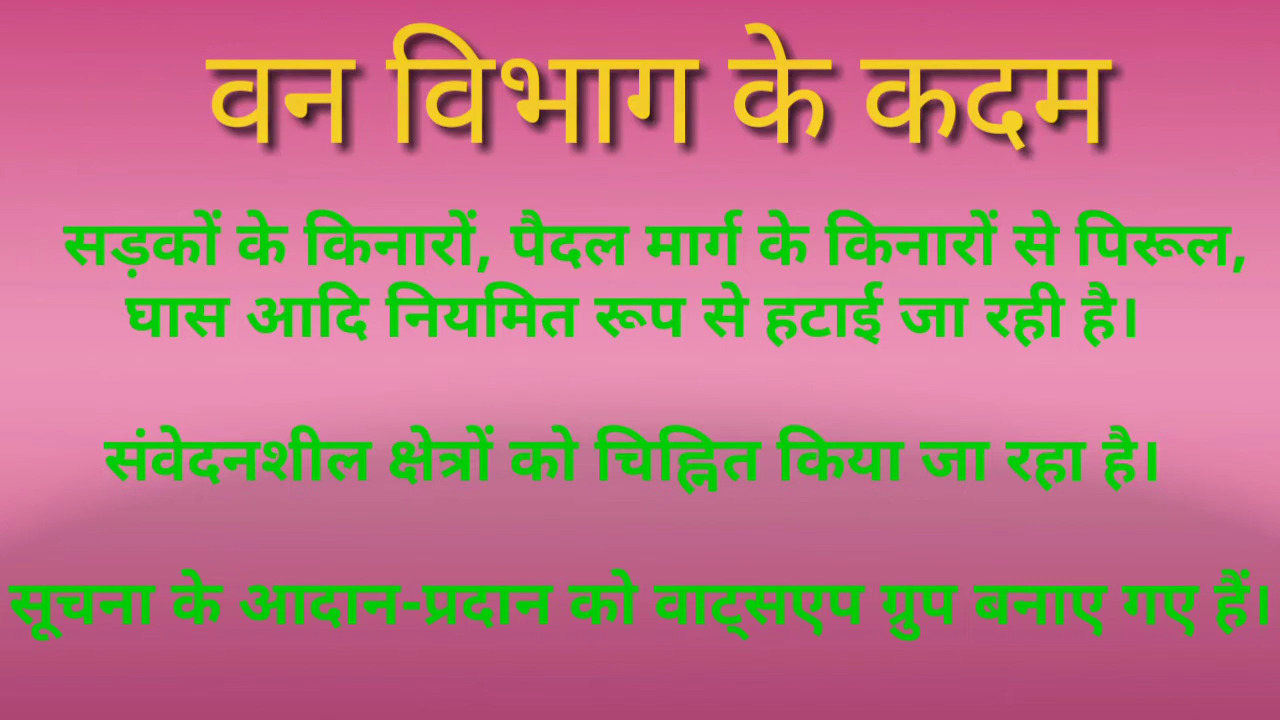 वन विभाग के कदम
सड़कों के किनारों, पैदल मार्ग के किनारों से पिरूल,
घास आदि नियमित रूप से हटाई जा रही है।
संवेदनशील क्षेत्रों को चिह्नित किया जा रहा है।
सूचना के आदान-प्रदान को वाट्सएप ग्रुप बनाए गए हैं।